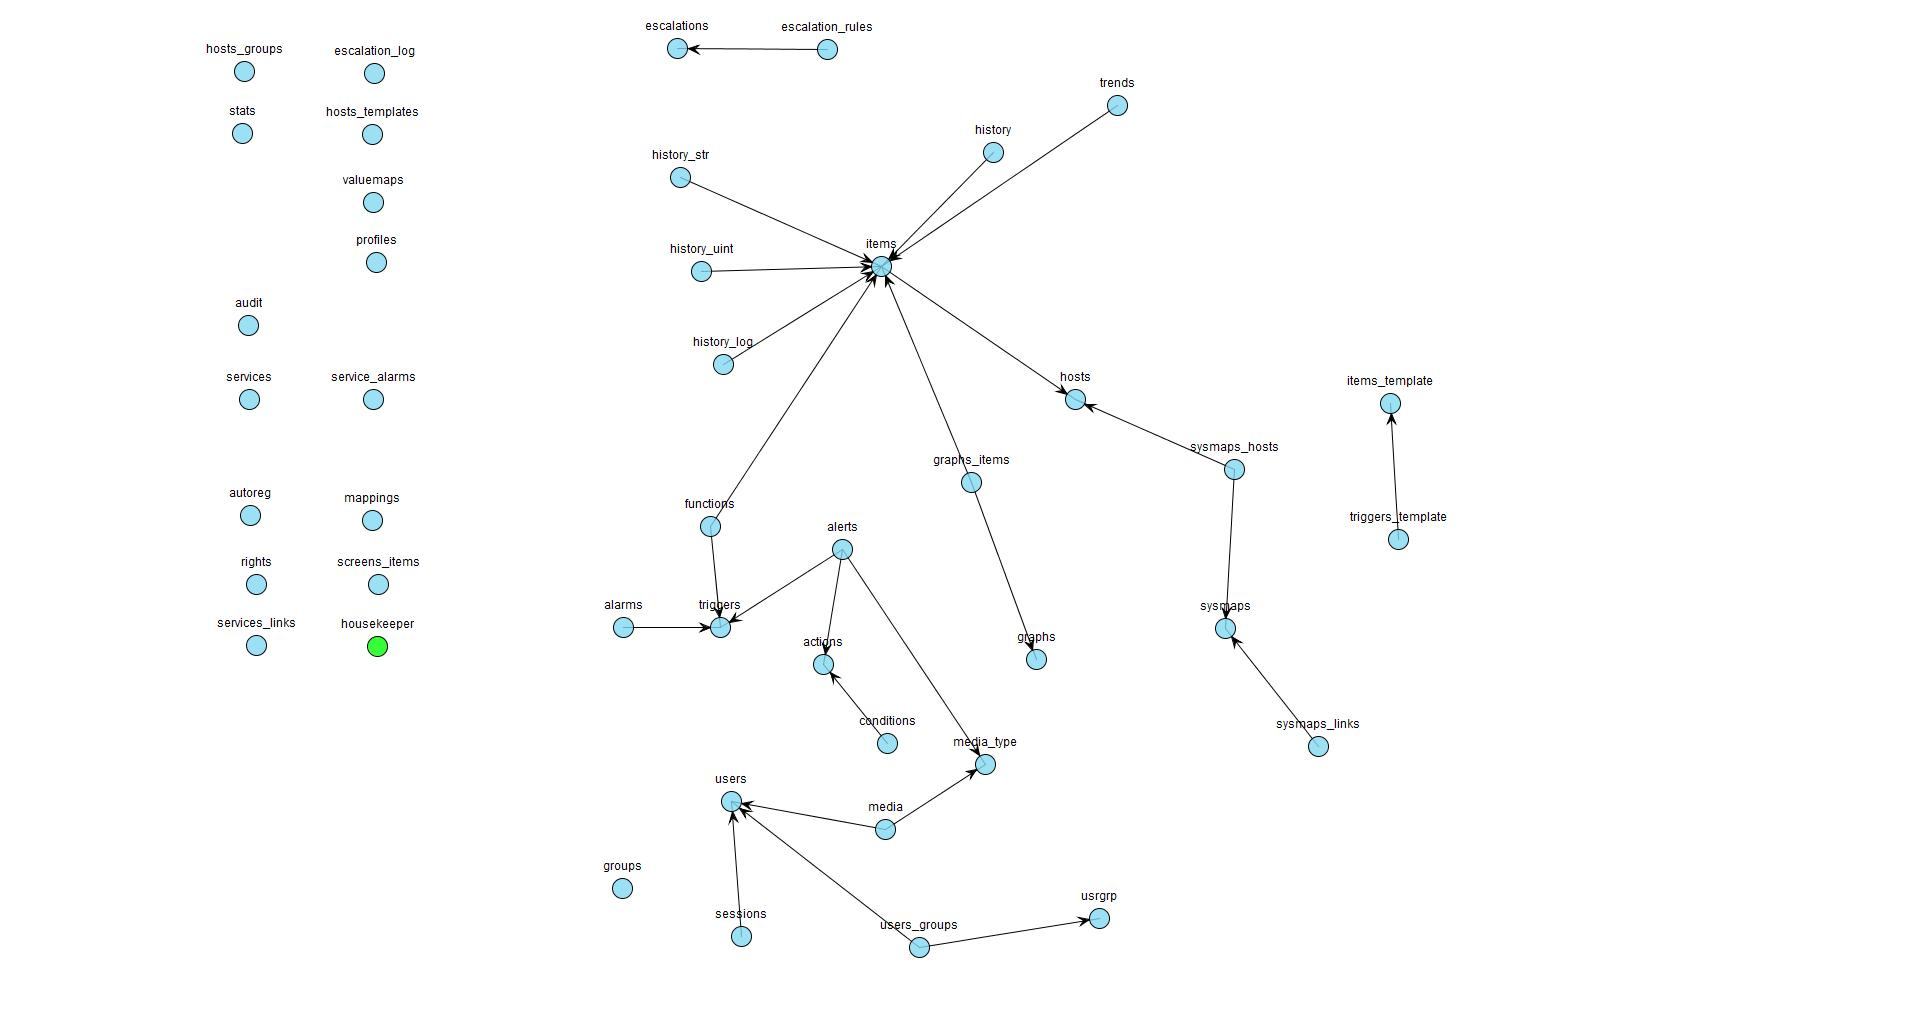 escalations
escalation_rules
hosts_groups
escalation_log
trends
stats
hosts_templates
history
history_str
valuemaps
profiles
items
history_uint
audit
history_log
services
service_alarms
hosts
items_template
sysmaps_hosts
graphs_items
autoreg
mappings
functions
triggers_template
alerts
rights
screens_items
alarms
triggers
sysmaps
services_links
housekeeper
actions
graphs
conditions
sysmaps_links
media_type
users
media
groups
usrgrp
sessions
users_groups